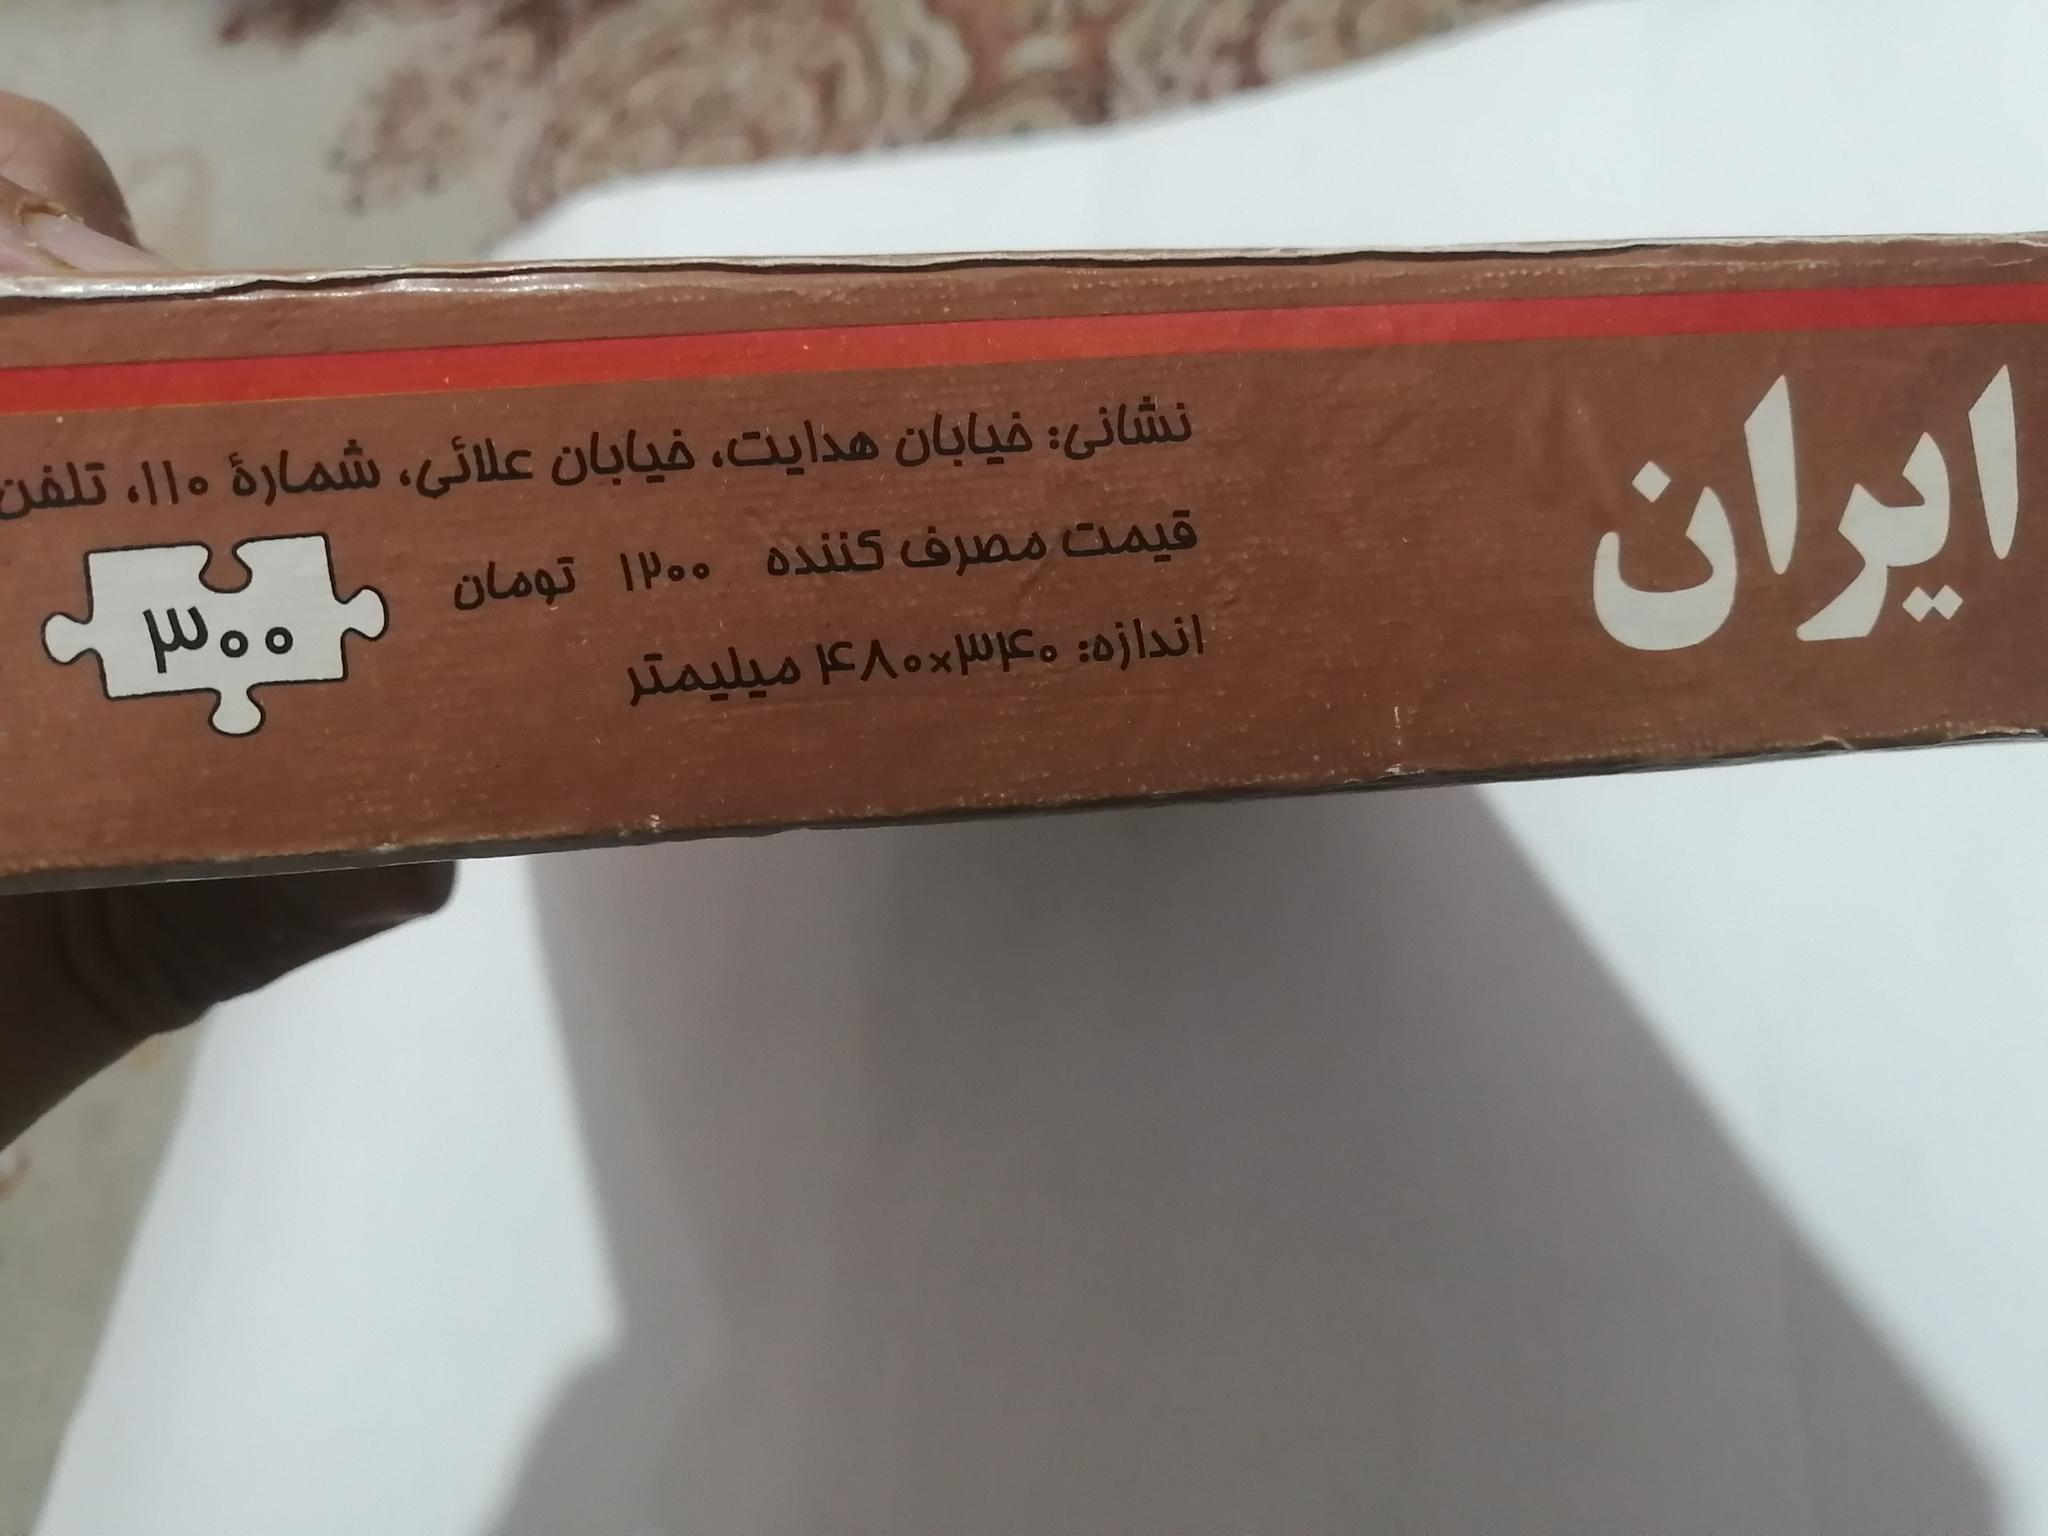 ایران
نشانی: خیابان هدایت، خیابان علائی، شمارهٔ ۱۱۰، تلفن
قیمت مصرف کننده ۱۲۰۰ تومان
اندازه: ۴۸۰×۳۴۰ میلیمتر
۳۰۰